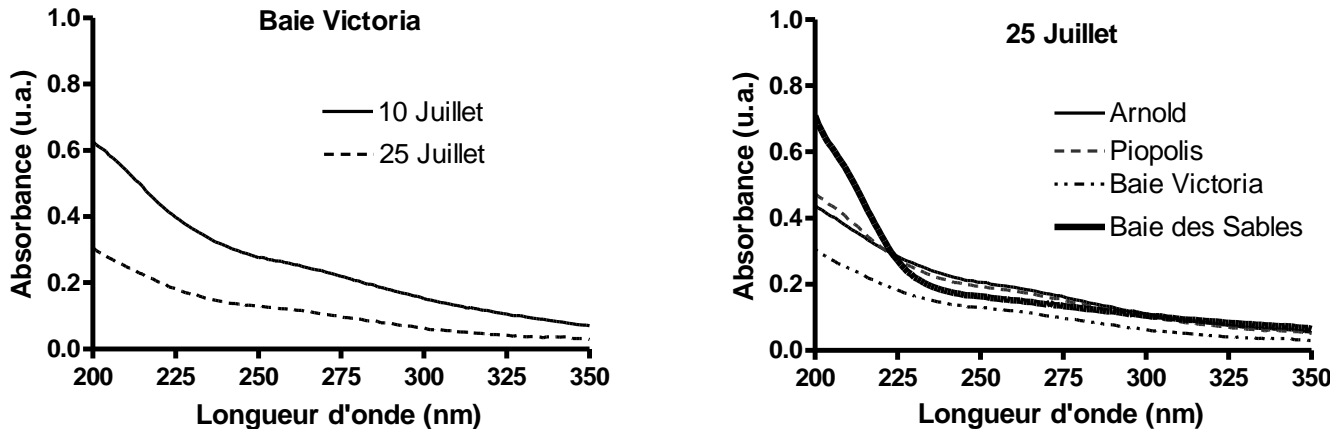 Baie Victoria
Absorbance (u.a.)
1.0
0.8
0.6
0.4
0.2
0.0
10 Juillet
25 Juillet
200 225 250 275 300 325 350
Longueur d'onde (nm)
25 Juillet
Absorbance (u.a.)
1.0
0.8
0.6
0.4
0.2
0.0
Arnold
Piopolis
Baie Victoria
Baie des Sables
200 225 250 275 300 325 350
Longueur d'onde (nm)